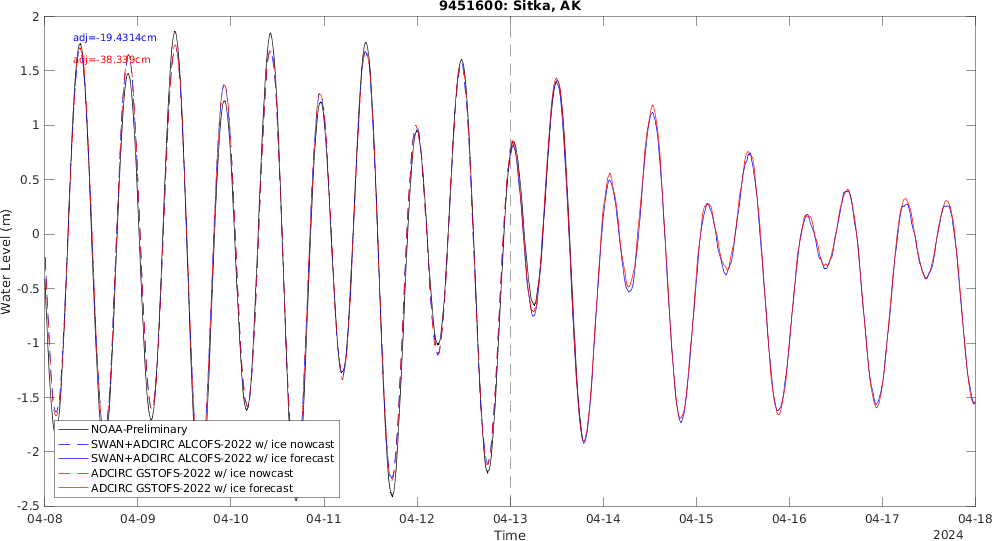 9451600: Sitka, AK
adj=-19.4314cm
adj=-38.339cm
Water Level (m)
2
1.5
1
0.5
0
-0.5
-1
-1.5
-2
-2.5
NOAA-Preliminary
SWAN+ADCIRC ALCOFS-2022 w/ ice nowcast
SWAN+ADCIRC ALCOFS-2022 w/ ice forecast
ADCIRC GSTOFS-2022 w/ ice nowcast
ADCIRC GSTOFS-2022 w/ ice forecast
04-08 04-09 04-10 04-11 04-12 04-13 04-14 04-15 04-16 04-17 04-18
Time
2024